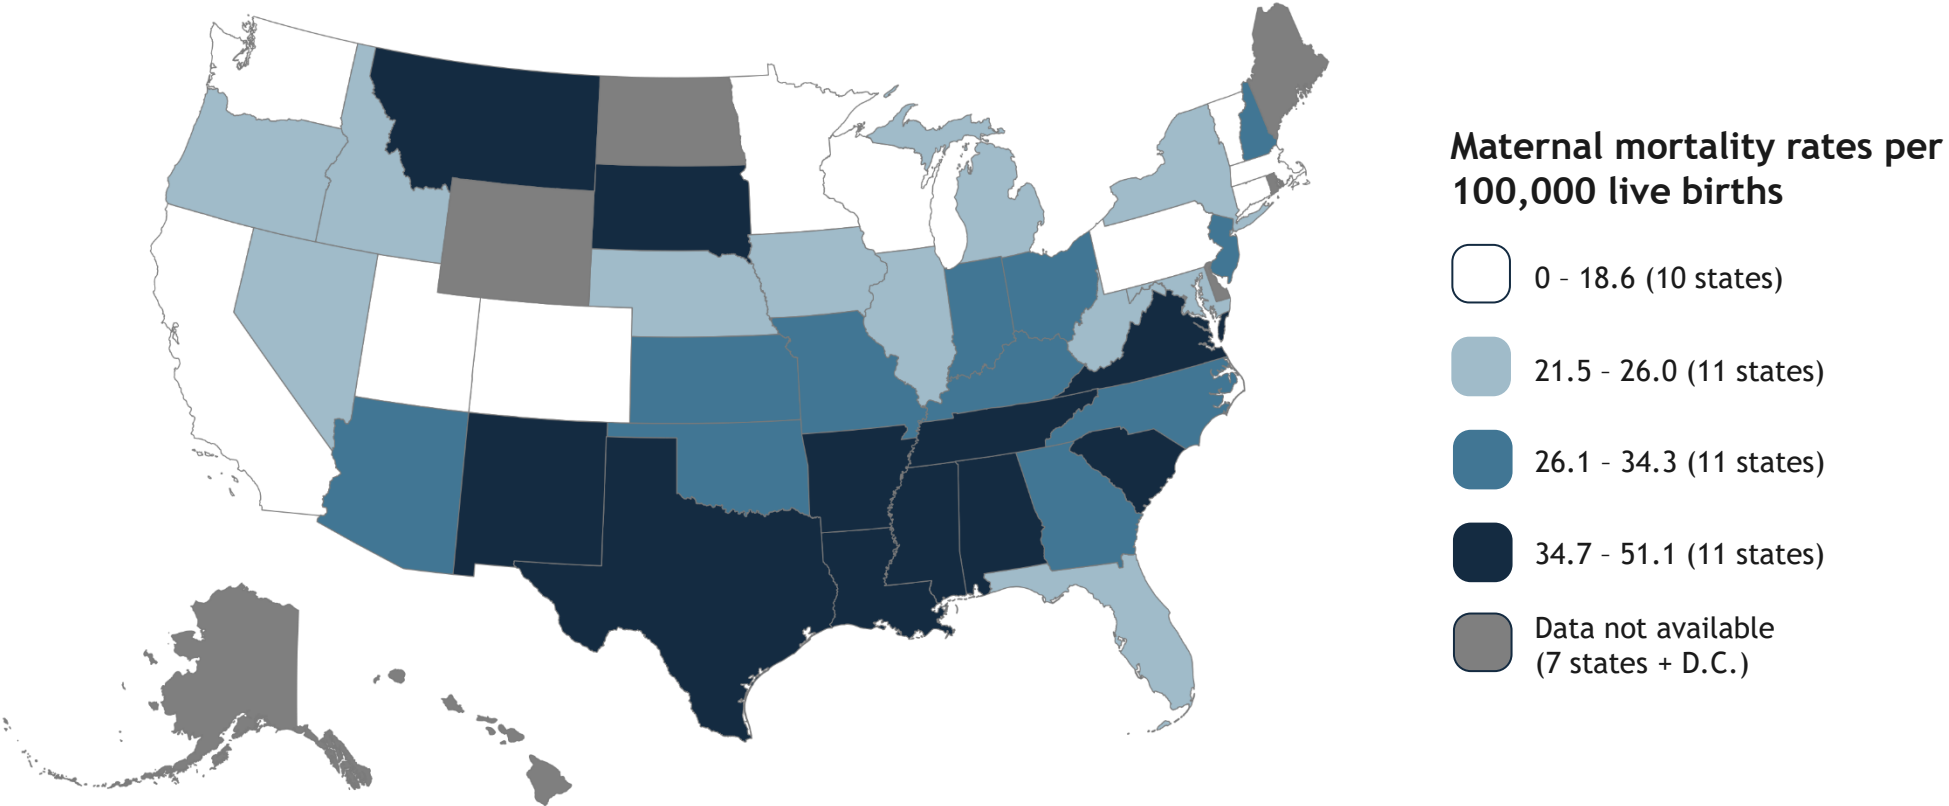 Maternal mortality rates per
100,000 live births
0 – 18.6 (10 states)
21.5 – 26.0 (11 states)
26.1 – 34.3 (11 states)
34.7 – 51.1 (11 states)
Data not available
(7 states + D.C.)